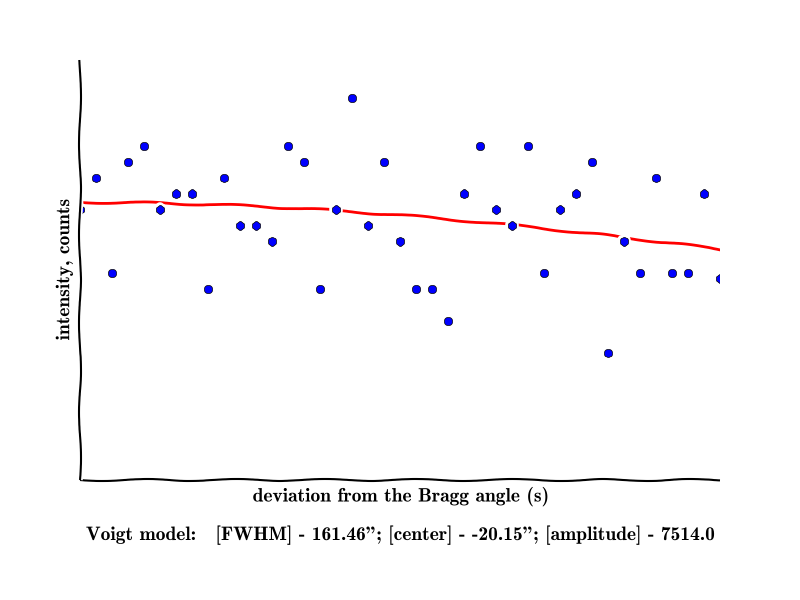 intensity, counts
deviation from the Bragg angle (s)
Voigt model: [FWHM] - 161.46”; [center] - -20.15”; [amplitude] - 7514.0